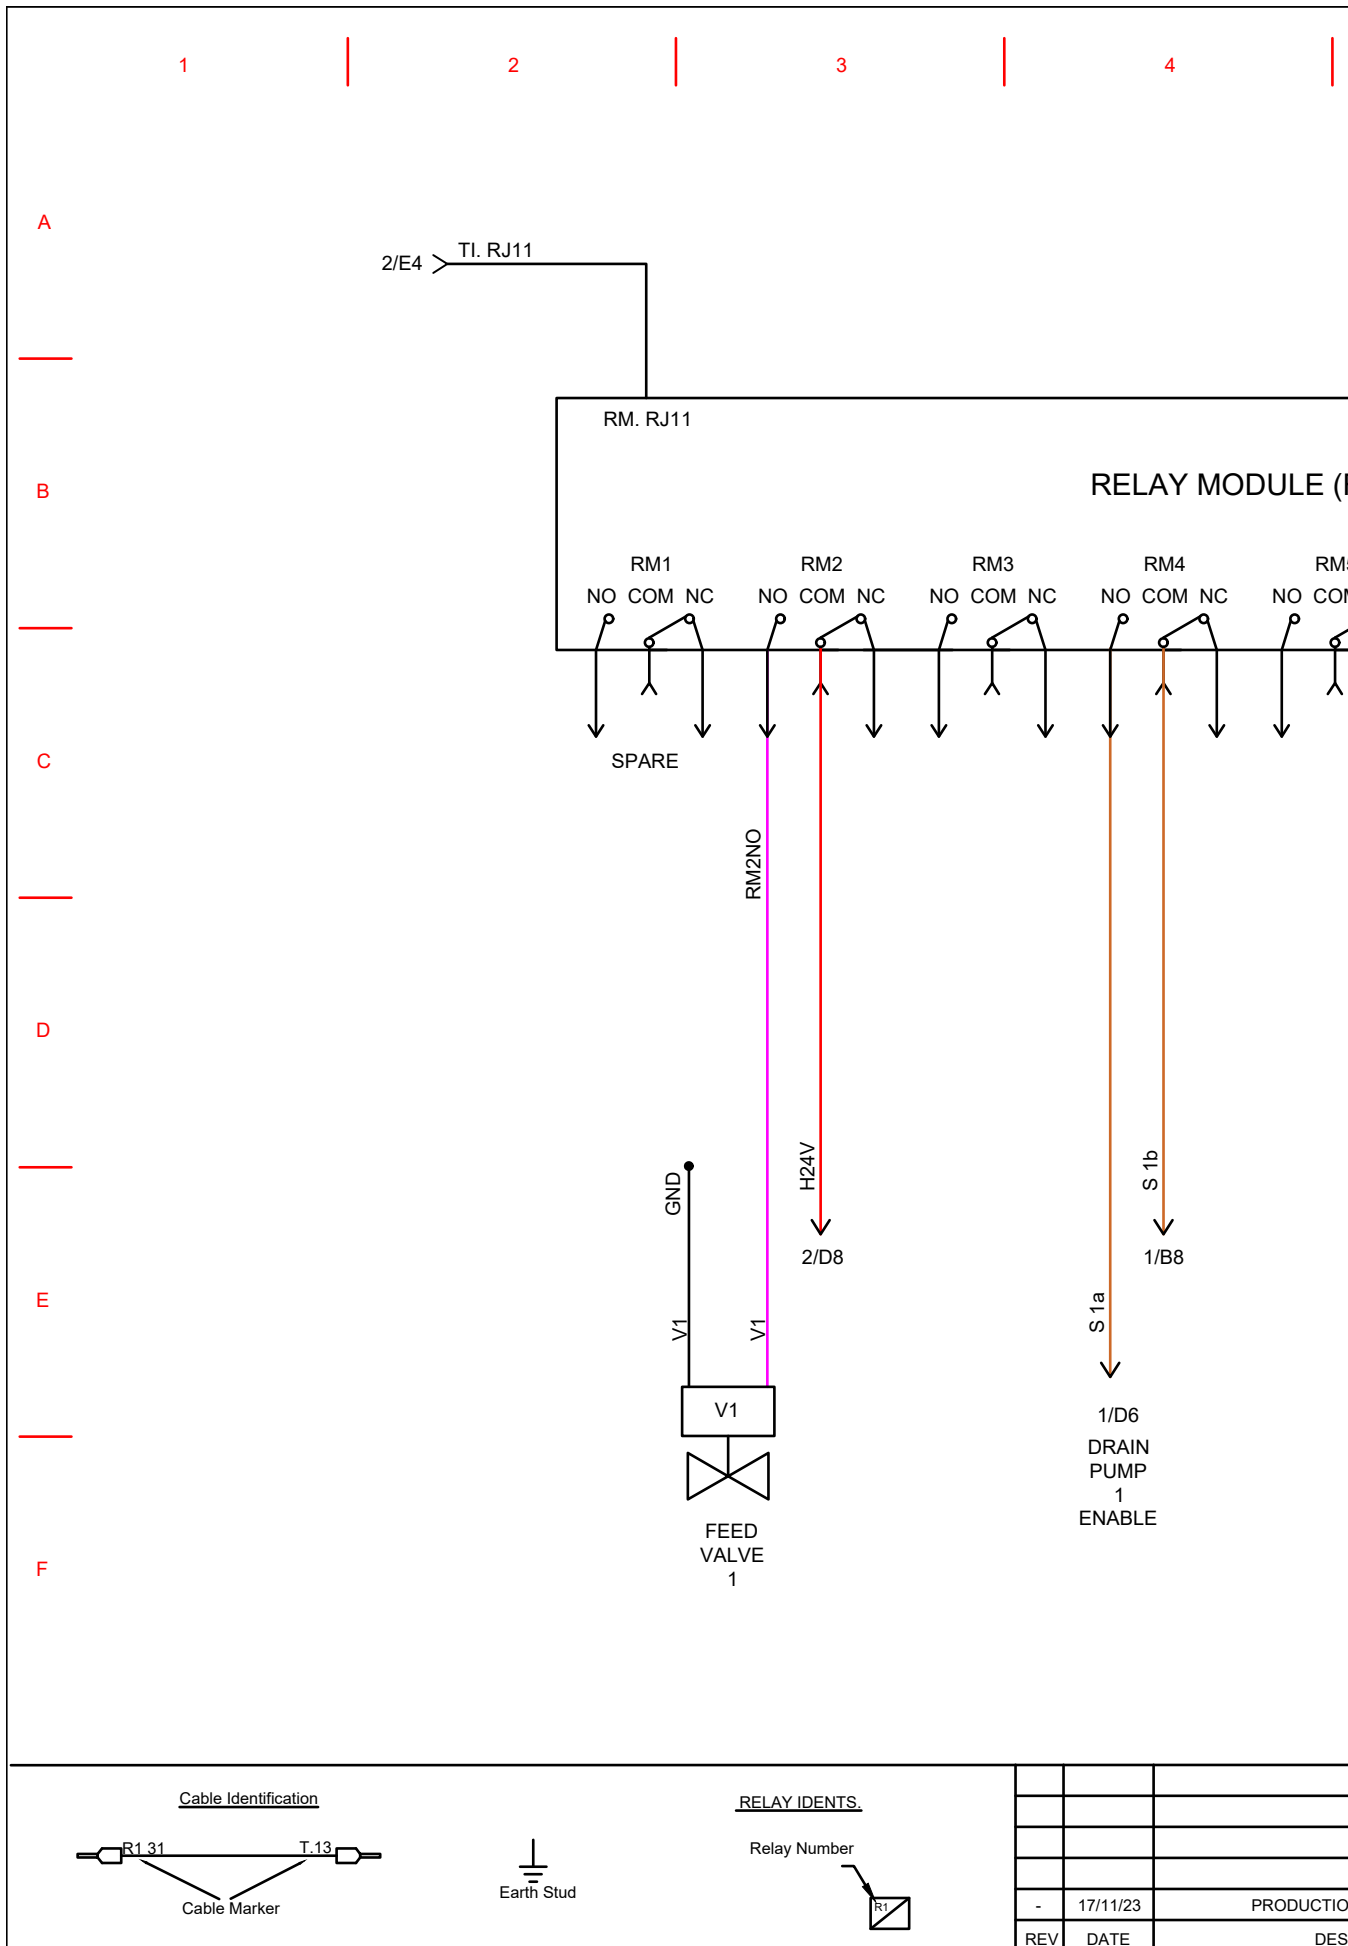 1 2 3 4
A
2/E4 TI. RJ11
RM. RJ11
B
RELAY MODULE (
RM1 RM2 RM3 RM4
NO COM NC NO COM NC NO COM NC NO COM NC NO
C
SPARE
RM2NO
D
H24V
S 1b
GND
2/D8
1/B8
E
S 1a
V1
V1
V1
1/D6
DRAIN
PUMP
1
ENABLE
FEED
VALVE
1
F
Cable Identification
R1 31 T.13
Cable Marker
Earth Stud
RELAY IDENTS.
Relay Number
R1
- 17/11/23 PRODUCTIO
REV DATE DES